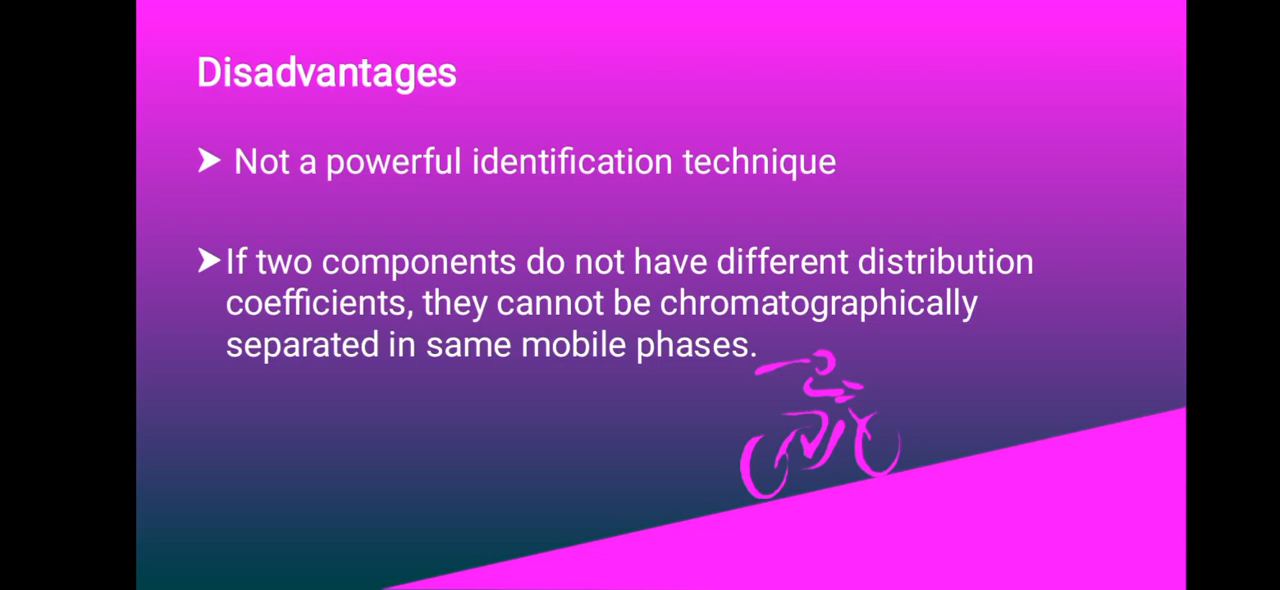 Disadvantages
➤ Not a powerful identification technique
➤If two components do not have different distribution
coefficients, they cannot be chromatographically
separated in same mobile phases.